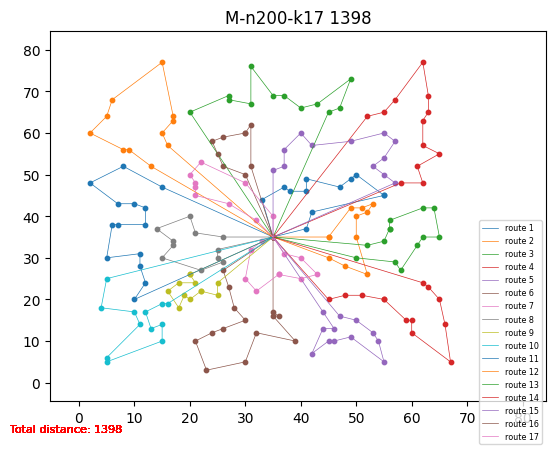 M-n200-k17 1398
80
70
60
50
40
30
20
10
0
0 10 20 30 40 50 60 70 80
route 1
route 2
route 3
route 4
route 5
route 6
route 7
route 8
route 9
route 10
route 11
route 12
route 13
route 14
route 15
route 16
route 17
Total distance: 1398